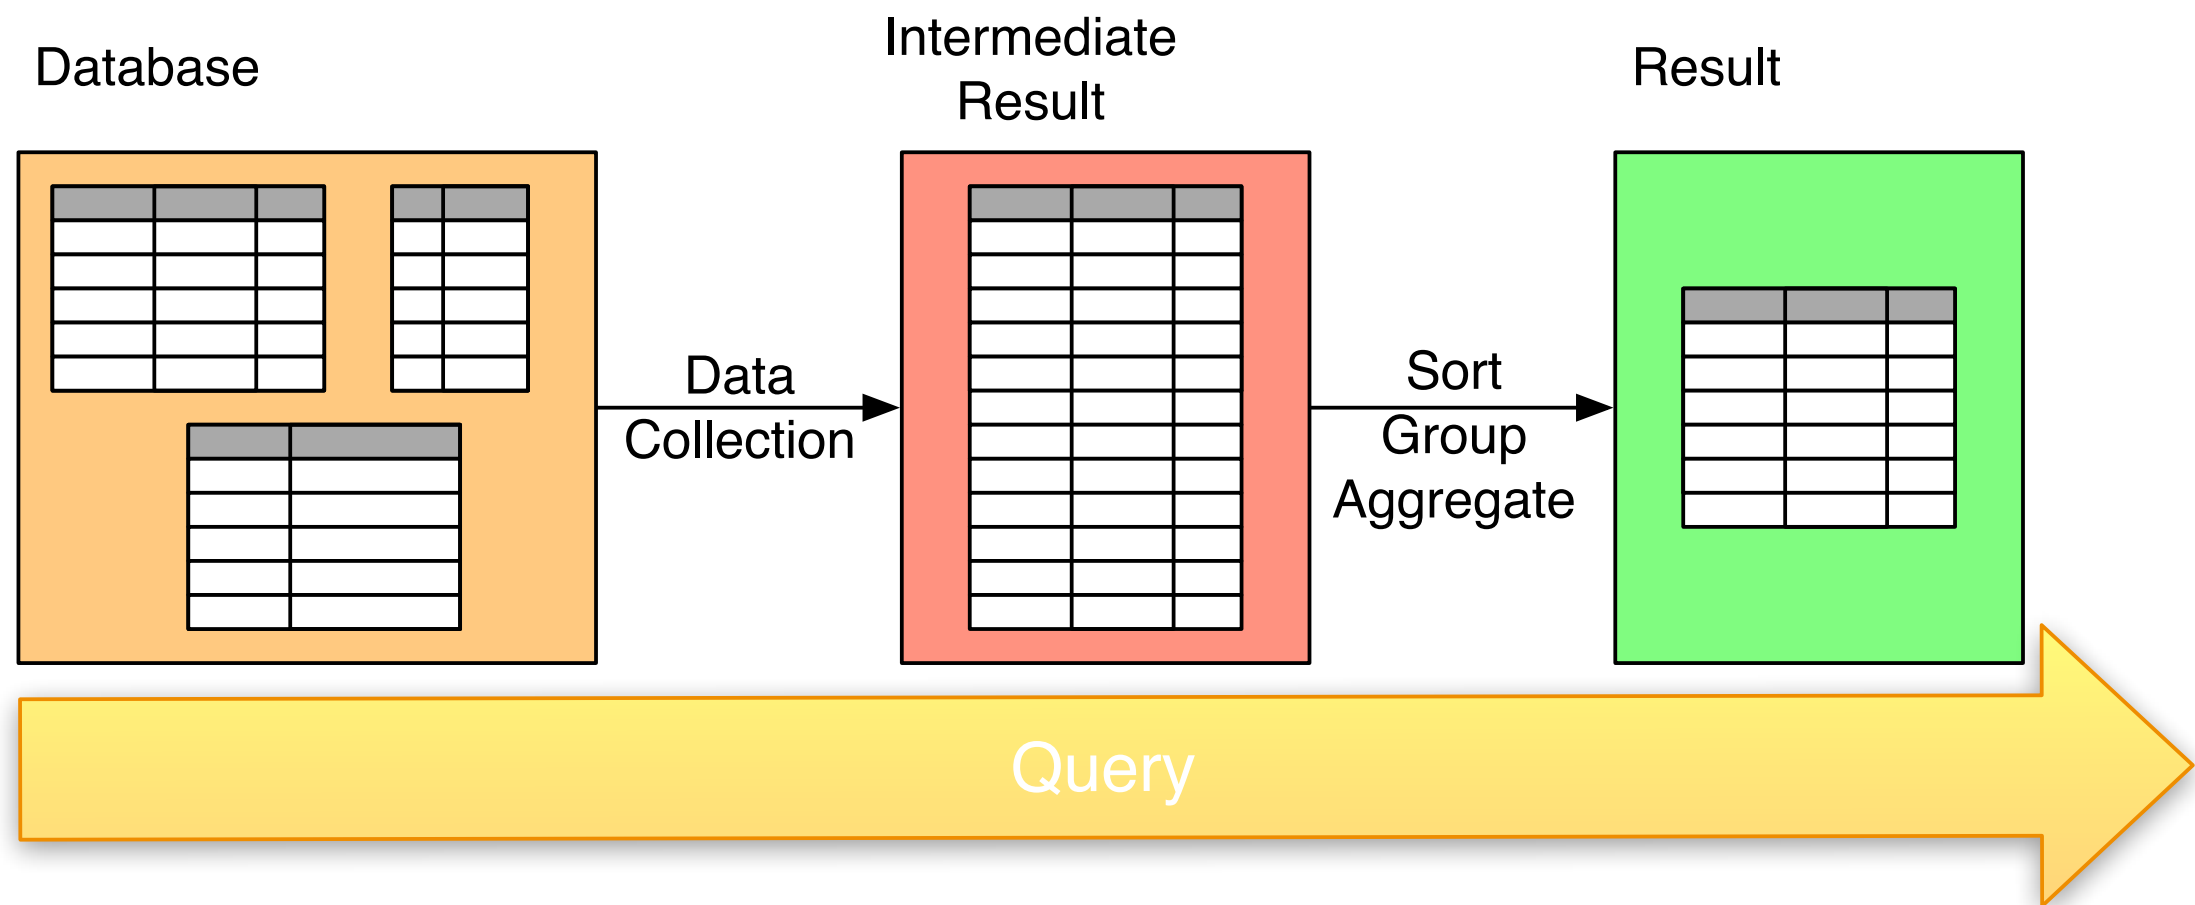 Database
Intermediate
Result
Result
Data
Collection
Sort
Group
Aggregate
Query